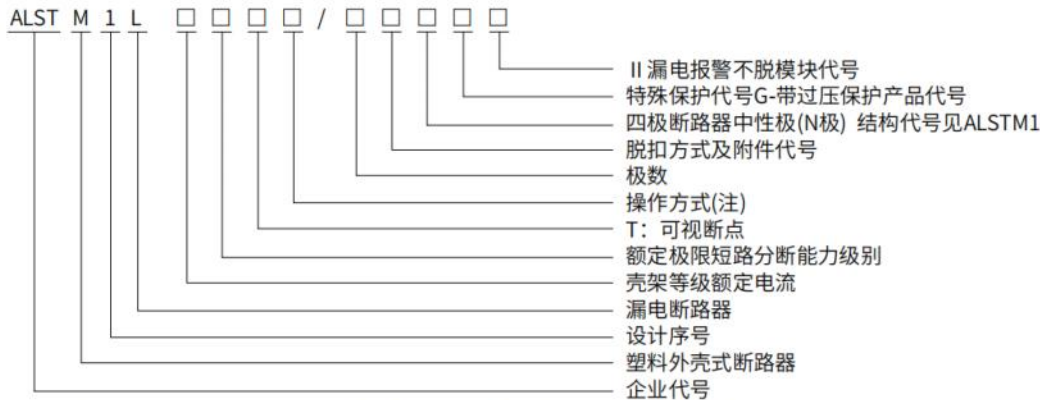 ALST M 1 L □ □ □ □ / □ □ □ □ □
II漏电报警不脱模块代号
特殊保护代号G-带过压保护产品代号
四极断路器中性极(N极) 结构代号见ALSTM1
脱扣方式及附件代号
极数
操作方式(注)
T：可视断点
额定极限短路分断能力级别
壳架等级额定电流
漏电断路器
设计序号
塑料外壳式断路器
企业代号